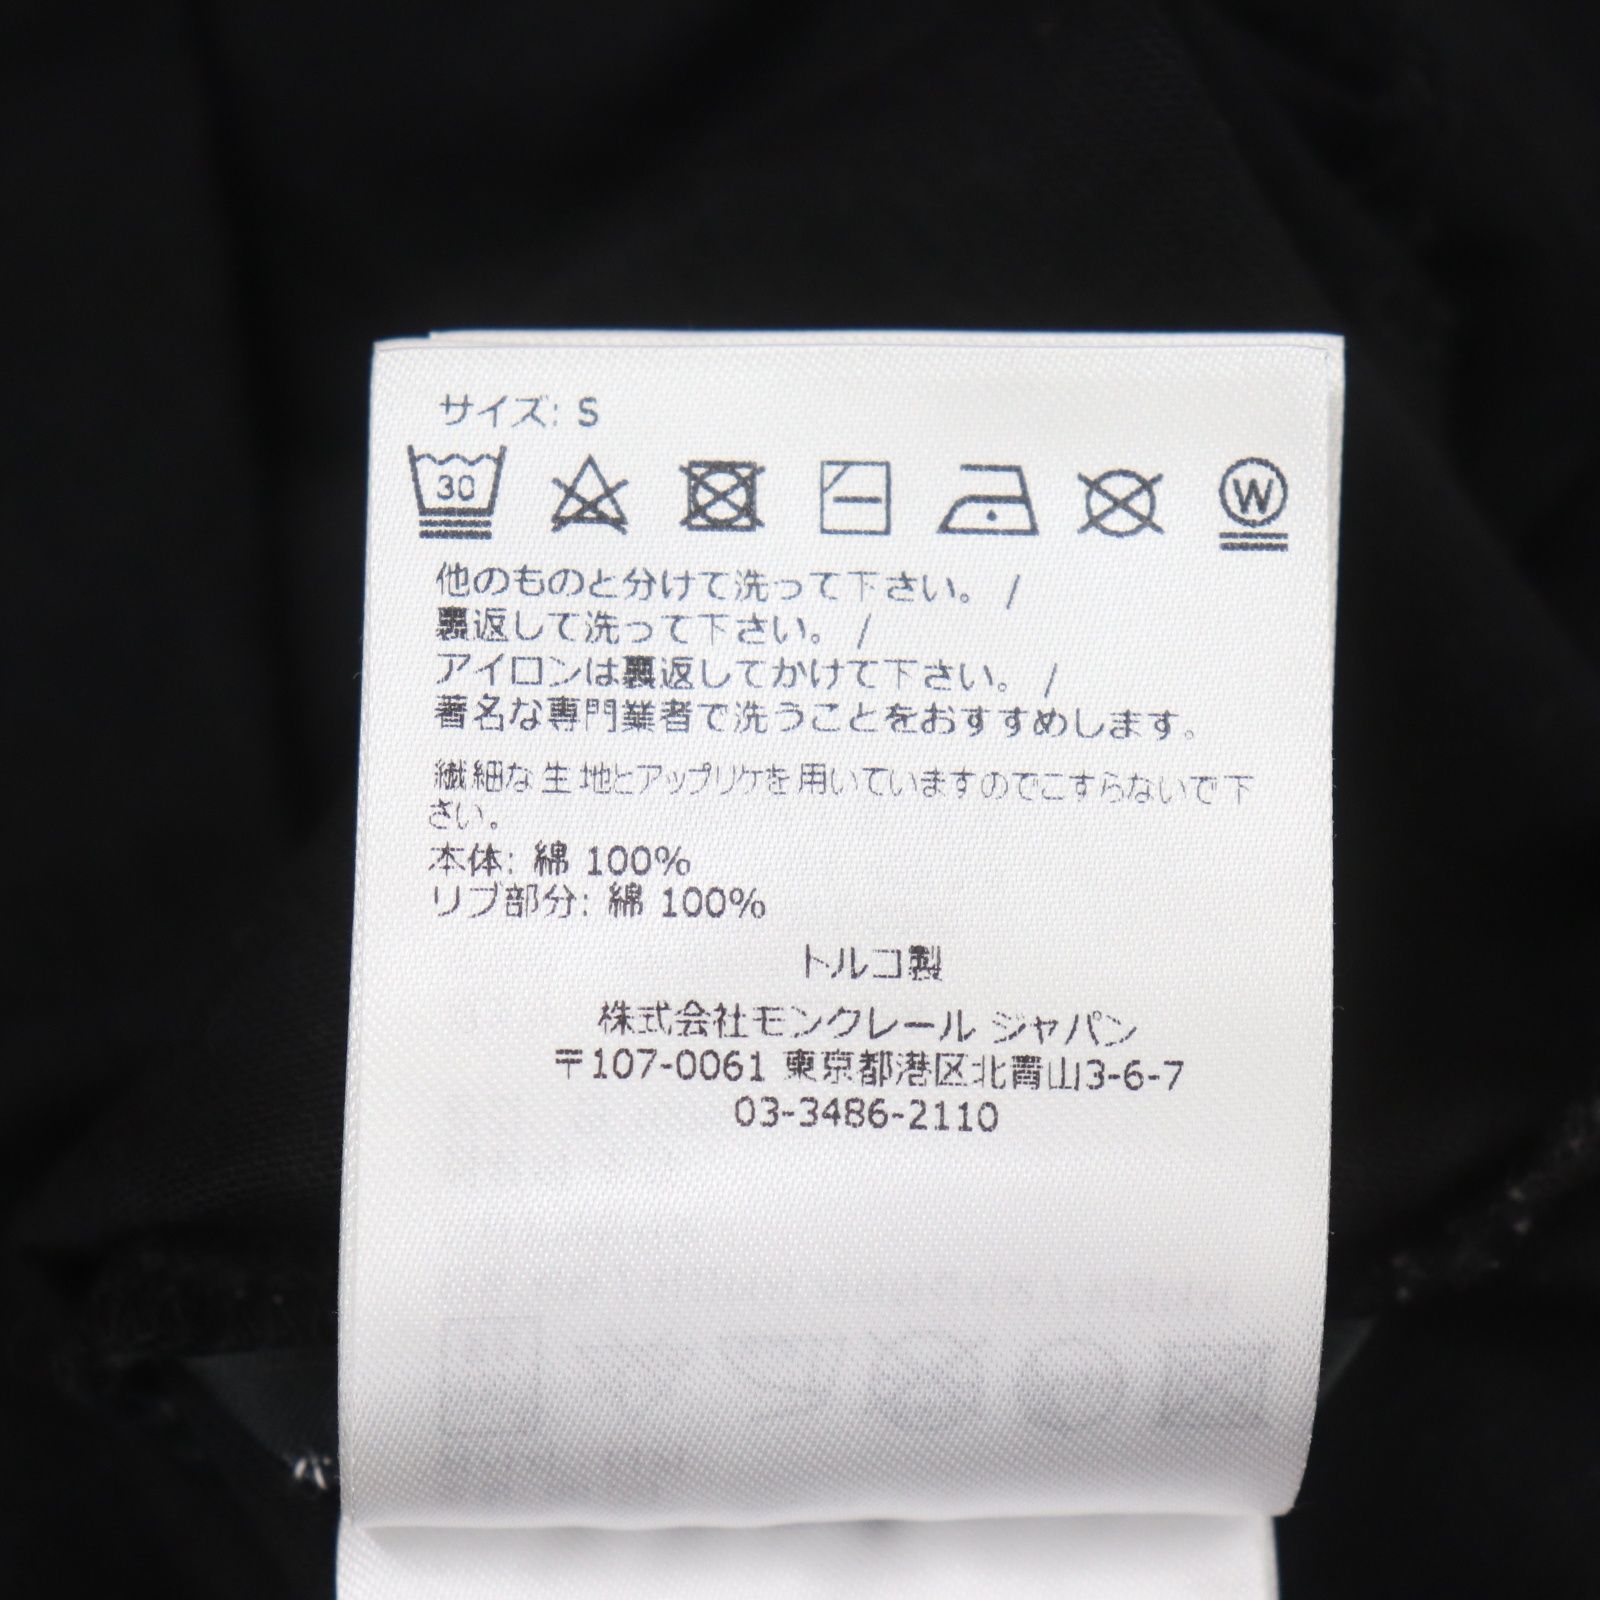 サイズ: S
30
W
他のものと分けて洗って下さい。 /
裏返して洗って下さい。 /
アイロンは裏返してかけて下さい。 /
著名な専門業者で洗うことをおすすめします。
繊細な生地とアップリケを用いていますのでこすらないで下
さい。
本体: 綿 100%
リブ部分: 綿 100%
トルコ製
株式会社モンクレール ジャパン
〒107-0061 東京都港区北青山3-6-7
03-3486-2110